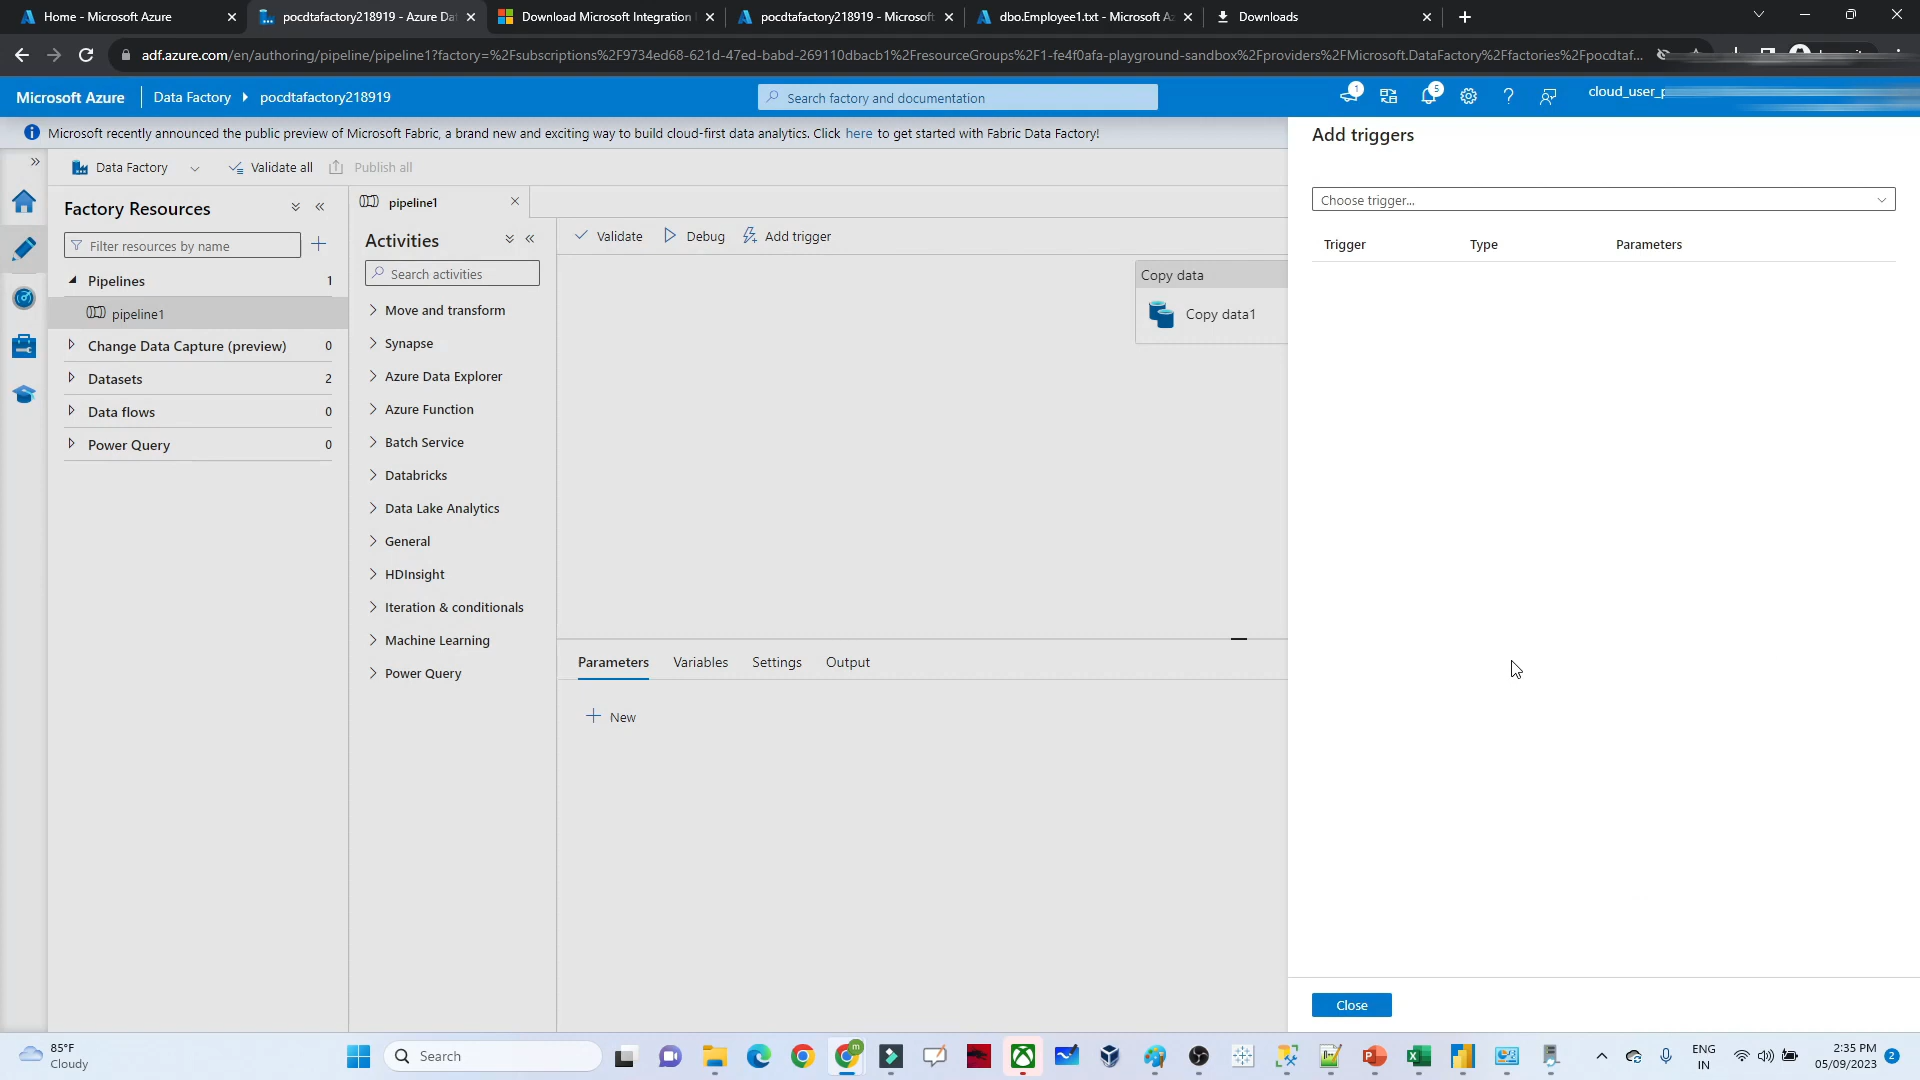 Home - Microsoft Azure
pocdtafactory218919 - Azure Da
Download Microsoft Integration
pocdtafactory218919 - Microsoft
dbo.Employee1.txt - Microsoft Az
Downloads
adf.azure.com/en/authoring/pipeline/pipeline1?factory=%2Fsubscriptions%2F9734ed68-621d-47ed-babd-269110dbacb1%2FresourceGroups%2F1-fe4f0afa-playground-sandbox%2Fproviders%2FMicrosoft.DataFactory%2Ffactories%2Fpocdtaf...
Microsoft Azure
Data Factory
pocdtafactory218919
Search factory and documentation
1
5
cloud_user_p
Microsoft recently announced the public preview of Microsoft Fabric, a brand new and exciting way to build cloud-first data analytics. Click here to get started with Fabric Data Factory!
Data Factory
Validate all
Publish all
Factory Resources
Filter resources by name
Pipelines 1
pipeline1
Change Data Capture (preview) 0
Datasets 2
Data flows 0
Power Query 0
pipeline1
Activities
Search activities
Move and transform
Synapse
Azure Data Explorer
Azure Function
Batch Service
Databricks
Data Lake Analytics
General
HDInsight
Iteration & conditionals
Machine Learning
Power Query
Validate
Debug
Add trigger
Copy data
Copy data1
Parameters
Variables
Settings
Output
New
Add triggers
Choose trigger...
Trigger
Type
Parameters
Close
85°F
Cloudy
Search
m
ENG
IN
2:35 PM
05/09/2023
2